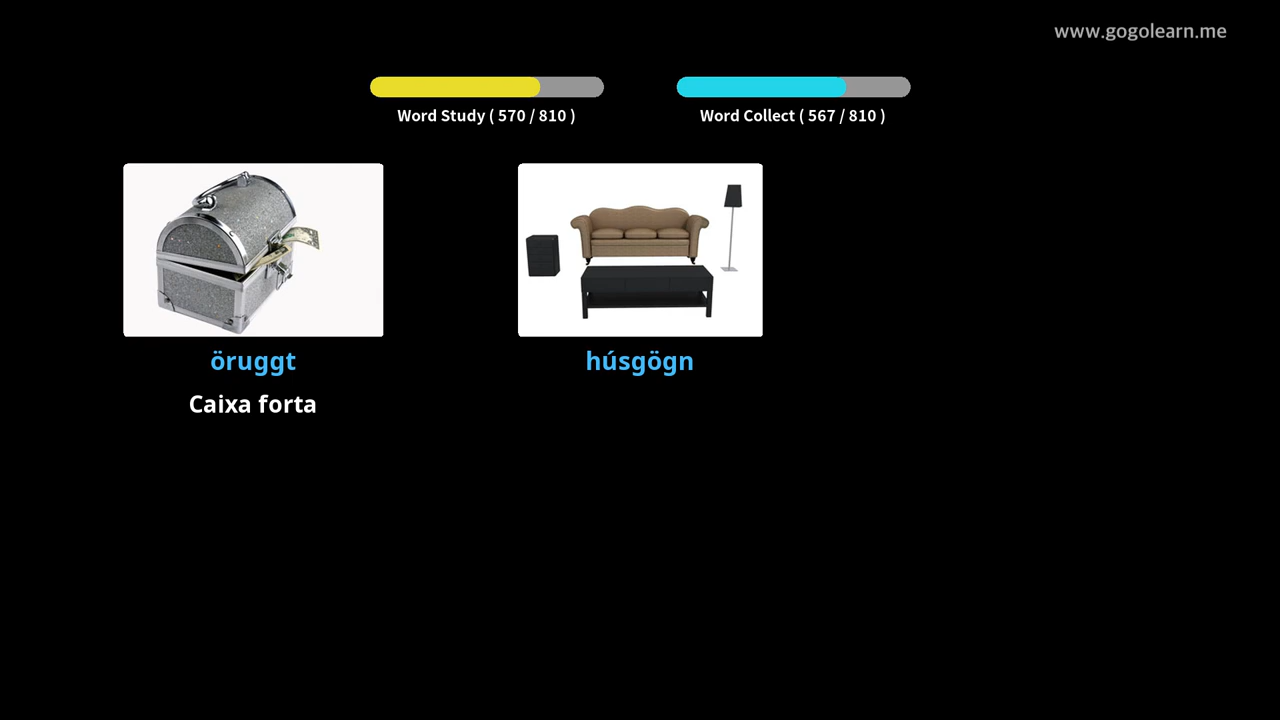 www.gogolearn.me
Word Study ( 570 / 810 )
Word Collect ( 567 / 810 )
öruggt
húsgögn
Caixa forta